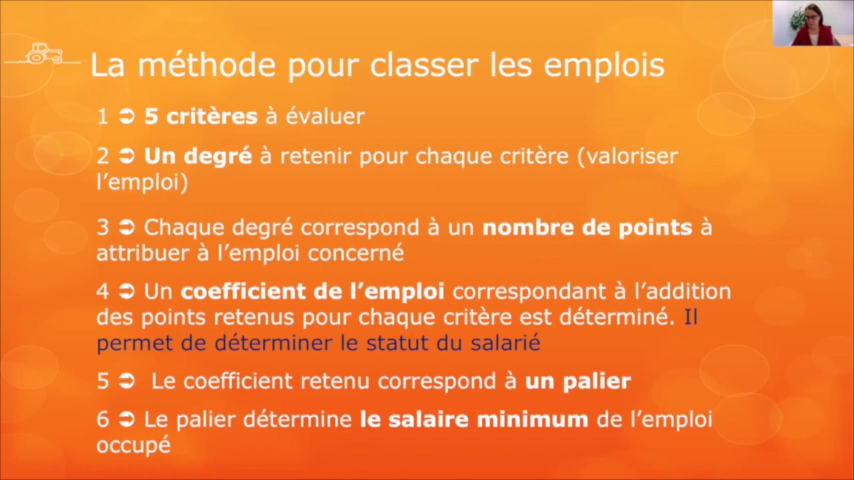 La méthode pour classer les emplois
1 ➲ 5 critères à évaluer
2 ➲ Un degré à retenir pour chaque critère (valoriser
l’emploi)
3 ➲ Chaque degré correspond à un nombre de points à
attribuer à l’emploi concerné
4 ➲ Un coefficient de l’emploi correspondant à l’addition
des points retenus pour chaque critère est déterminé. Il
permet de déterminer le statut du salarié
5 ➲ Le coefficient retenu correspond à un palier
6 ➲ Le palier détermine le salaire minimum de l’emploi
occupé